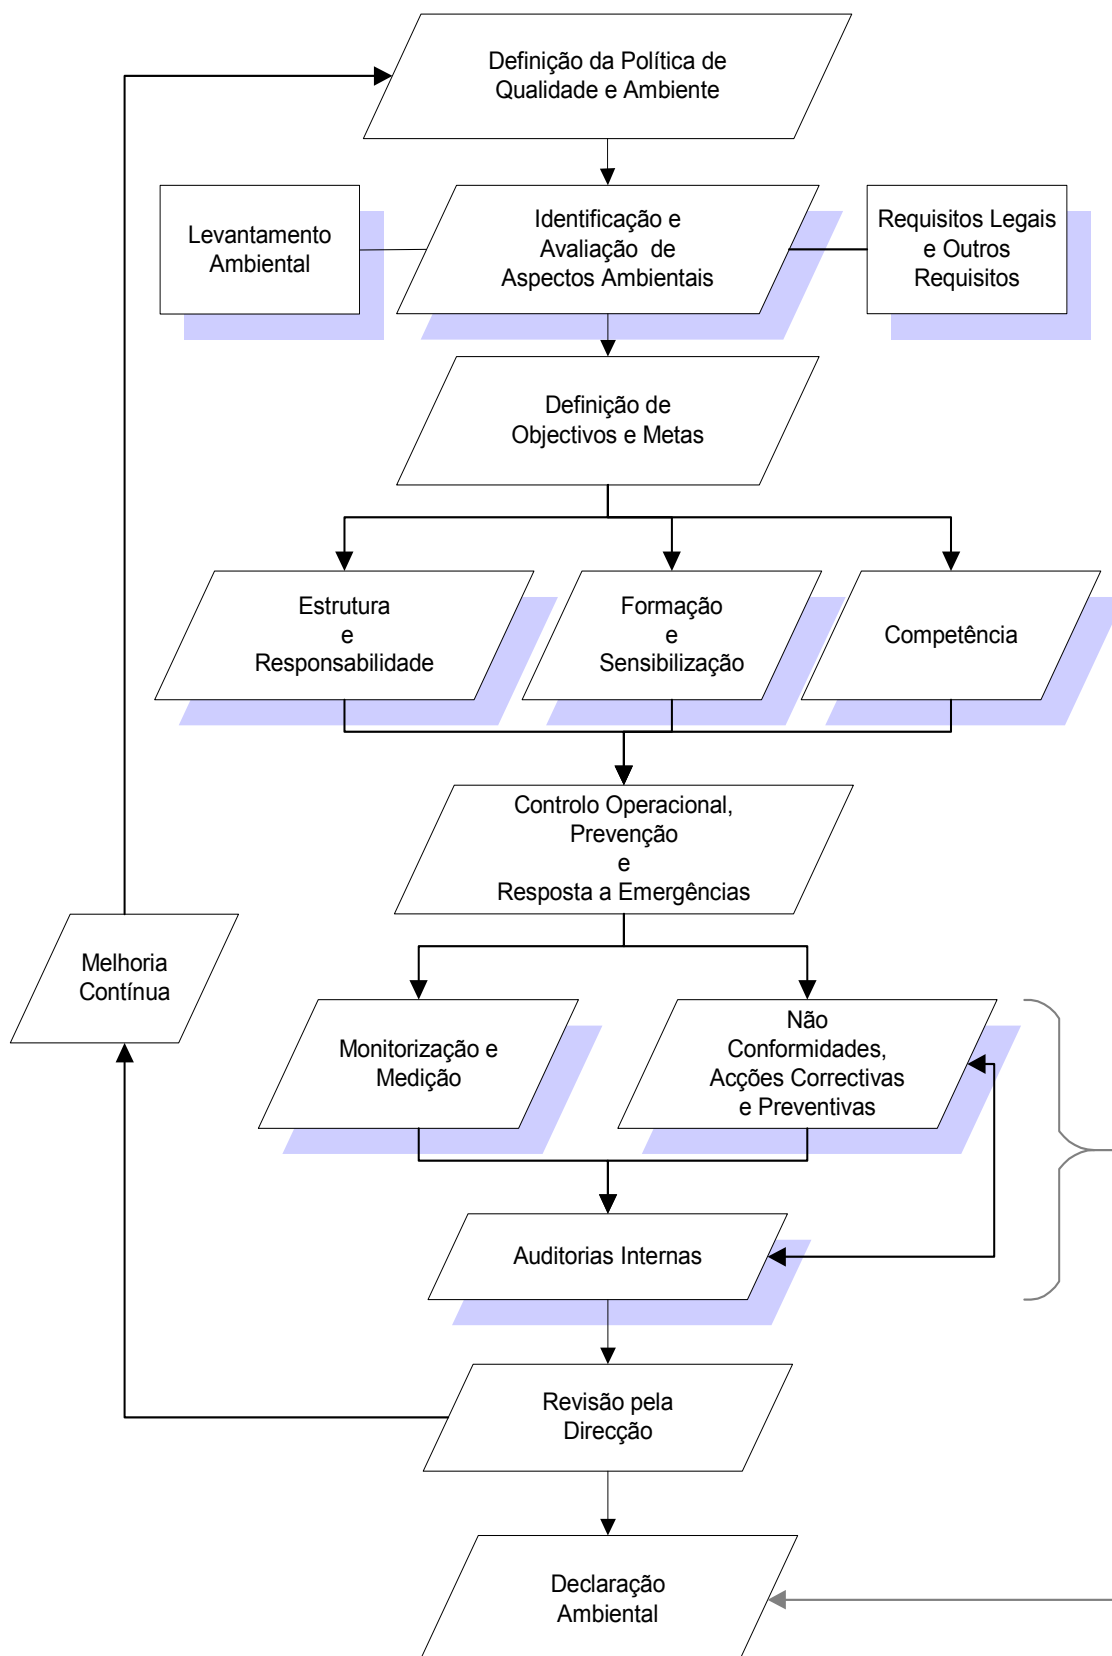 Definição da Política de
Qualidade e Ambiente
Levantamento
Ambiental
Identificação e
Avaliação de
Aspectos Ambientais
Requisitos Legais
e Outros
Requisitos
Definição de
Objectivos e Metas
Estrutura
e
Responsabilidade
Formação
e
Sensibilização
Competência
Controlo Operacional,
Prevenção
e
Resposta a Emergências
Melhoria
Contínua
Monitorização e
Medição
Não
Conformidades,
Acções Correctivas
e Preventivas
Auditorias Internas
Revisão pela
Direcção
Declaração
Ambiental